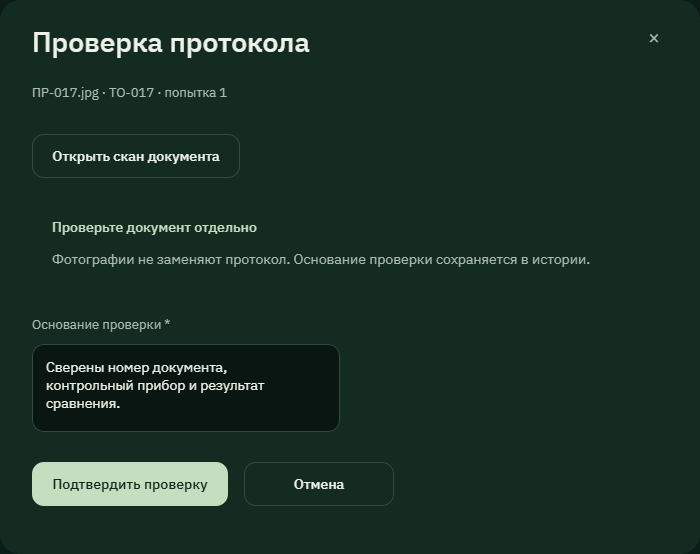 Проверка протокола
×
ПР-017.jpg · ТО-017 · попытка 1
Открыть скан документа
Проверьте документ отдельно
Фотографии не заменяют протокол. Основание проверки сохраняется в истории.
Основание проверки *
Сверены номер документа,
контрольный прибор и результат
сравнения.
Подтвердить проверку
Отмена